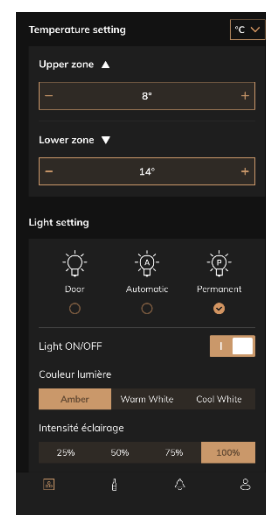 Temperature setting °C
Upper zone ▲
− 8° +
Lower zone ▼
− 14° +
Light setting
A P
Door Automatic Permanent
Light ON/OFF I
Couleur lumière
Amber Warm White Cool White
Intensité éclairage
25% 50% 75% 100%